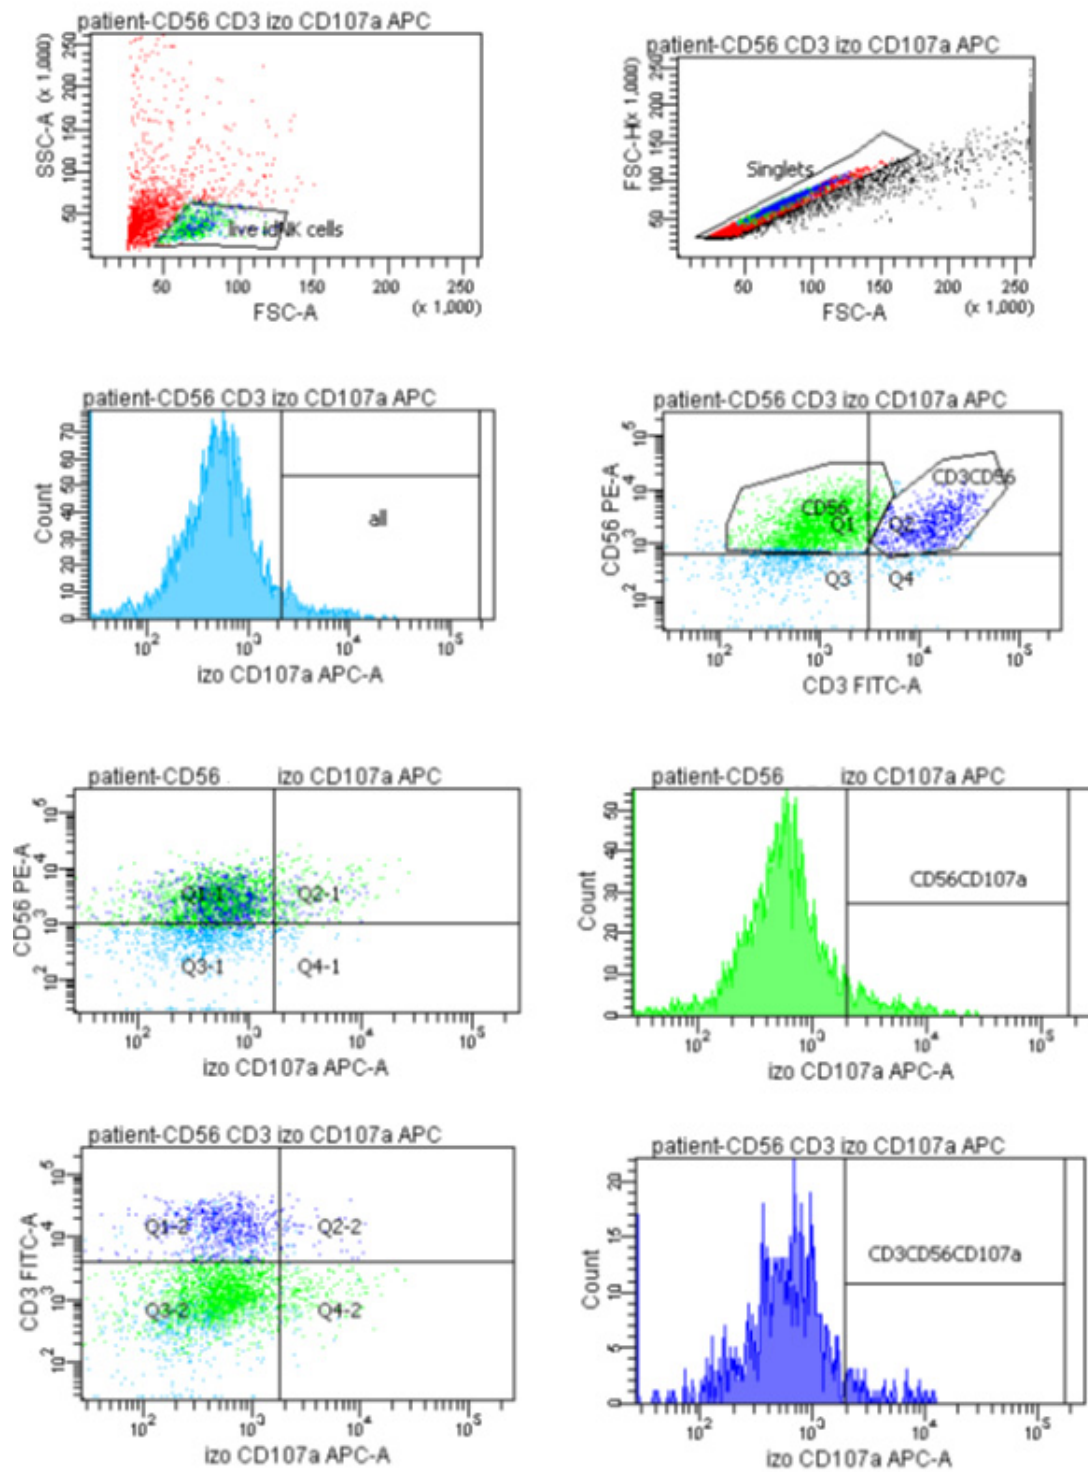 patient-CD56 CD3 izo CD107a APC
SSC-A (x 1,000)
50 100 150 200 250
live idNK cells
50 100 150 200 250
FSC-A (x 1,000)
patient-CD56 CD3 izo CD107a APC
FSC-H(x 1,000)
50 100 150 200 250
Singlets
50 100 150 200 250
FSC-A (x 1,000)
patient-CD56 CD3 izo CD107a APC
Count
0 10 20 30 40 50 60 70
10² 10³ 10⁴ 10⁵
izo CD107a APC-A
patient-CD56 CD3 izo CD107a APC
CD56 PE-A
10² 10³ 10⁴ 10⁵
CD3CD56
CD56
Q1 Q2
Q3 Q4
10² 10³ 10⁴ 10⁵
CD3 FITC-A
patient-CD56 izo CD107a APC
CD56 PE-A
10² 10³ 10⁴ 10⁵
Q1-1 Q2-1
Q3-1 Q4-1
10² 10³ 10⁴ 10⁵
izo CD107a APC-A
patient-CD56 izo CD107a APC
Count
0 10 20 30 40 50
CD56CD107a
10² 10³ 10⁴ 10⁵
izo CD107a APC-A
patient-CD56 CD3 izo CD107a APC
CD3 FITC-A
10² 10³ 10⁴ 10⁵
Q1-2 Q2-2
Q3-2 Q4-2
10² 10³ 10⁴ 10⁵
izo CD107a APC-A
patient-CD56 CD3 izo CD107a APC
Count
0 5 10 15 20
CD3CD56CD107a
10² 10³ 10⁴ 10⁵
izo CD107a APC-A